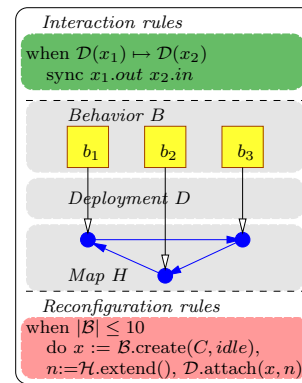 Interaction rules
when 𝒟(x₁) ↦ 𝒟(x₂)
sync x₁.out x₂.in
Behavior B
b₁ b₂ b₃
Deployment D
Map H
Reconfiguration rules
when |ℬ| ≤ 10
do x := ℬ.create(C, idle),
n:=ℋ.extend(), 𝒟.attach(x, n)